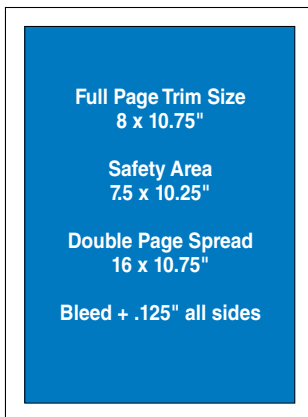 Full Page Trim Size
8 x 10.75"
Safety Area
7.5 x 10.25"
Double Page Spread
16 x 10.75"
Bleed + .125" all sides